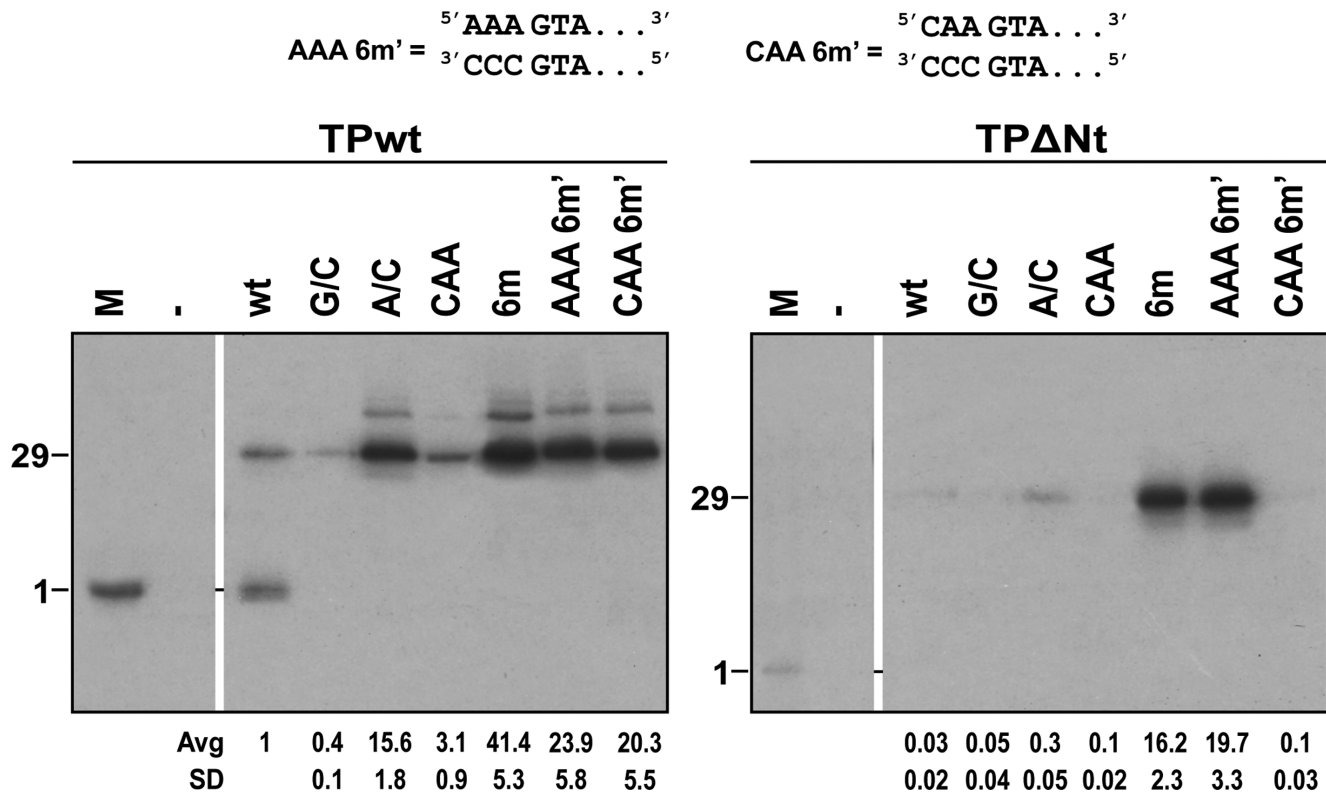 AAA 6m’ = 5′ AAA GTA . . . 3′
3′ CCC GTA . . . 5′
CAA 6m’ = 5′ CAA GTA . . . 3′
3′ CCC GTA . . . 5′
TPwt
M - wt G/C A/C CAA 6m AAA 6m’ CAA 6m’
29
1
Avg 1 0.4 15.6 3.1 41.4 23.9 20.3
SD 0.1 1.8 0.9 5.3 5.8 5.5
TPΔNt
M - wt G/C A/C CAA 6m AAA 6m’ CAA 6m’
29
1
0.03 0.05 0.3 0.1 16.2 19.7 0.1
0.02 0.04 0.05 0.02 2.3 3.3 0.03